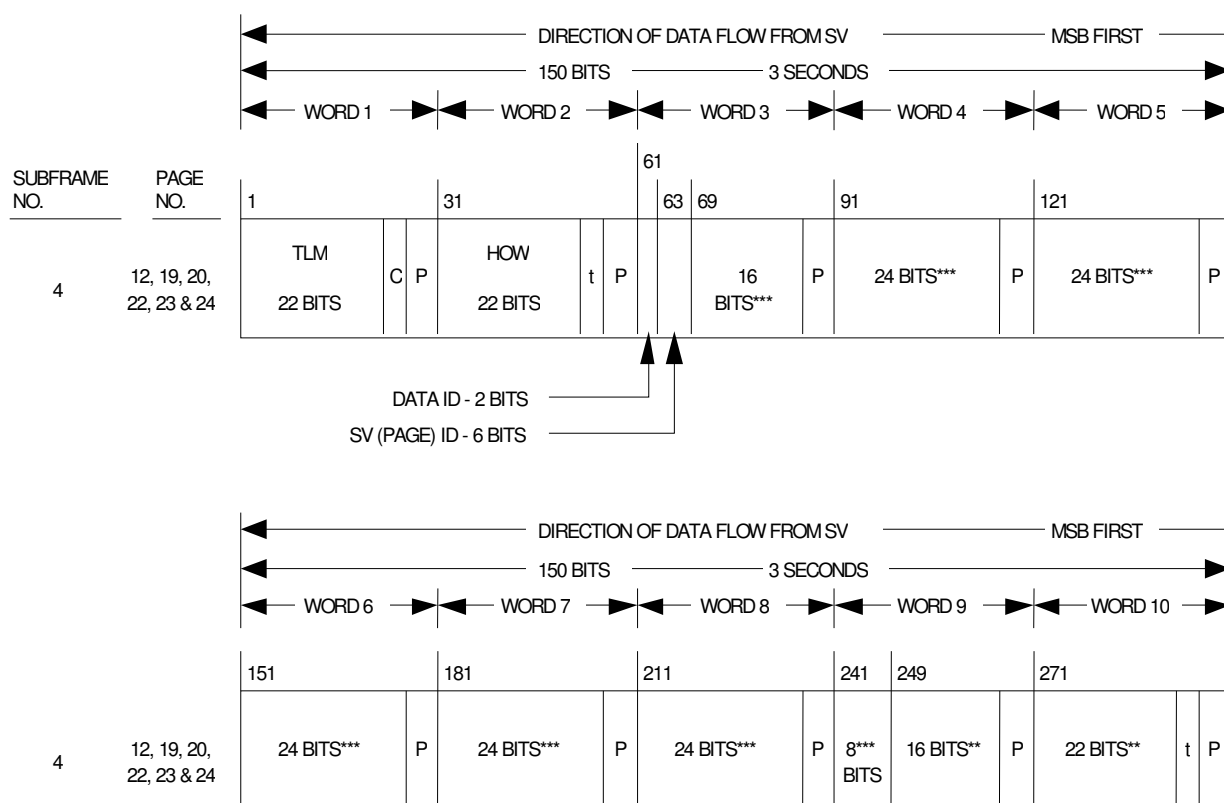 DIRECTION OF DATA FLOW FROM SV MSB FIRST
150 BITS 3 SECONDS
WORD 1 WORD 2 WORD 3 WORD 4 WORD 5
61
SUBFRAME NO. PAGE NO. 1 31 63 69 91 121
TLM HOW
4 12, 19, 20, 22, 23 & 24 22 BITS C P 22 BITS t P 16 BITS*** P 24 BITS*** P 24 BITS*** P
DATA ID - 2 BITS
SV (PAGE) ID - 6 BITS
DIRECTION OF DATA FLOW FROM SV MSB FIRST
150 BITS 3 SECONDS
WORD 6 WORD 7 WORD 8 WORD 9 WORD 10
151 181 211 241 249 271
4 12, 19, 20, 22, 23 & 24 24 BITS*** P 24 BITS*** P 24 BITS*** P 8*** BITS 16 BITS** P 22 BITS** t P